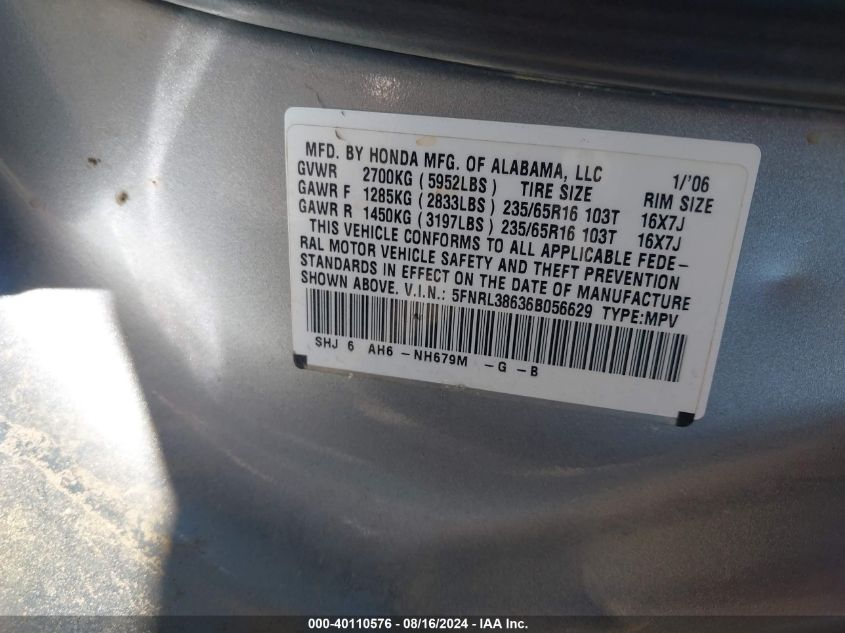 MFD. BY HONDA MFG. OF ALABAMA, LLC 1/'06
GVWR 2700KG (5952LBS) TIRE SIZE RIM SIZE
GAWR F 1285KG (2833LBS) 235/65R16 103T 16X7J
GAWR R 1450KG (3197LBS) 235/65R16 103T 16X7J
THIS VEHICLE CONFORMS TO ALL APPLICABLE FEDE-
RAL MOTOR VEHICLE SAFETY AND THEFT PREVENTION
STANDARDS IN EFFECT ON THE DATE OF MANUFACTURE
SHOWN ABOVE. V.I.N.: 5FNRL38636B056629 TYPE:MPV
SHJ 6 AH6 -NH679M -G -B
000-40110576 - 08/16/2024 - IAA Inc.